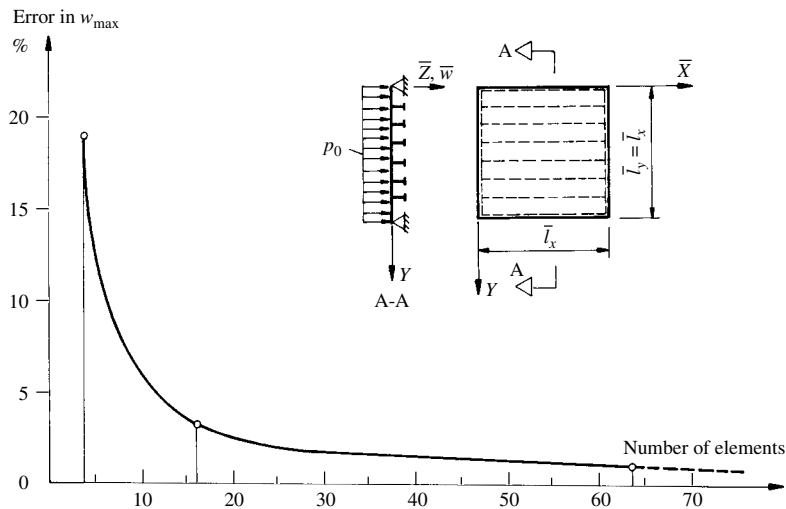 Error in w_max
%
20
15
10
5
0
10
20
30
40
50
60
70
Number of elements
p₀
Z̅, w̅
Y
A-A
A
X̅
l̅_y = l̅_x
l̅_x
A
Y